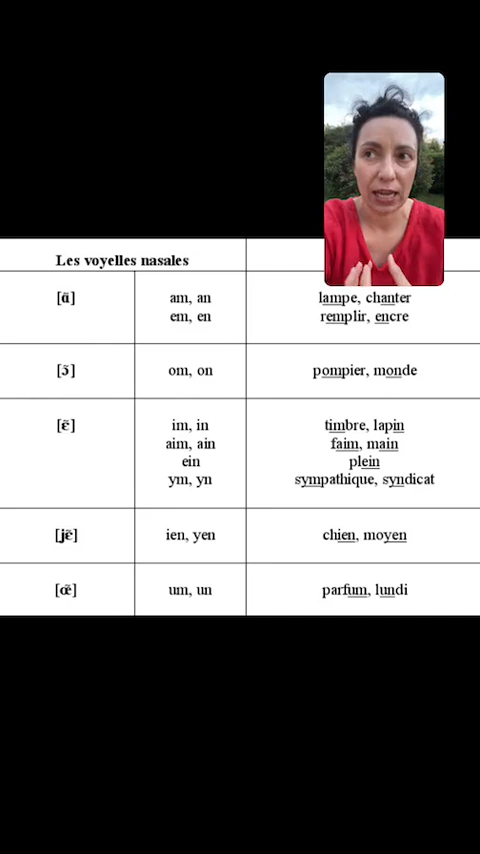 Les voyelles nasales
[ɑ̃] am, an lampe, chanter
em, en remplir, encre
[ɔ̃] om, on pompier, monde
[ɛ̃] im, in timbre, lapin
aim, ain faim, main
ein plein
ym, yn sympathique, syndicat
[jɛ̃] ien, yen chien, moyen
[œ̃] um, un parfum, lundi